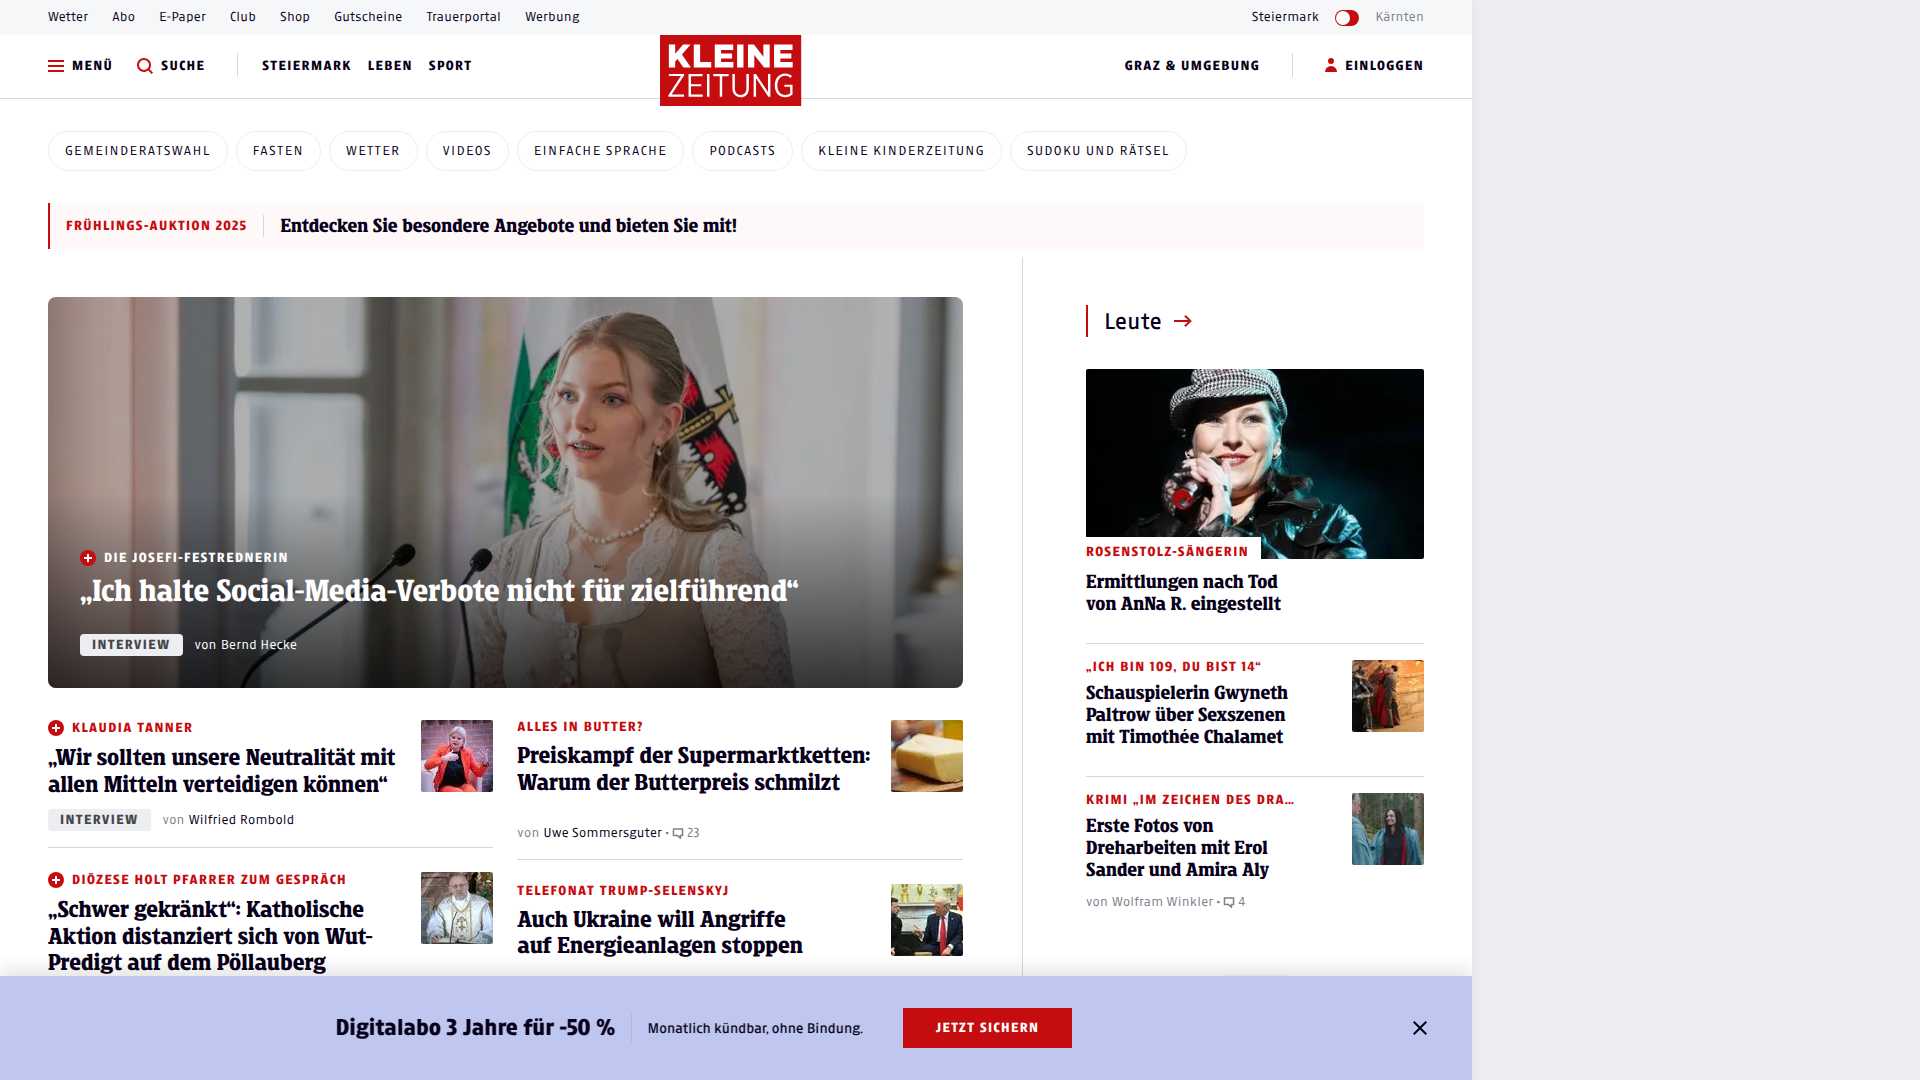 Wetter Abo E-Paper Club Shop Gutscheine Trauerportal Werbung Steiermark Kärnten
MENÜ SUCHE STEIERMARK LEBEN SPORT KLEINE ZEITUNG GRAZ & UMGEBUNG EINLOGGEN
GEMEINDERATSWAHL FASTEN WETTER VIDEOS EINFACHE SPRACHE PODCASTS KLEINE KINDERZEITUNG SUDOKU UND RÄTSEL
FRÜHLINGS-AUKTION 2025 Entdecken Sie besondere Angebote und bieten Sie mit!
DIE JOSEFI-FESTREDNERIN
„Ich halte Social-Media-Verbote nicht für zielführend“
INTERVIEW von Bernd Hecke
KLAUDIA TANNER
„Wir sollten unsere Neutralität mit
allen Mitteln verteidigen können“
INTERVIEW von Wilfried Rombold
DIÖZESE HOLT PFARRER ZUM GESPRÄCH
„Schwer gekränkt“: Katholische
Aktion distanziert sich von Wut-
Predigt auf dem Pöllauberg
ALLES IN BUTTER?
Preiskampf der Supermarktketten:
Warum der Butterpreis schmilzt
von Uwe Sommersguter • 23
TELEFONAT TRUMP-SELENSKYJ
Auch Ukraine will Angriffe
auf Energieanlagen stoppen
Leute
ROSENSTOLZ-SÄNGERIN
Ermittlungen nach Tod
von AnNa R. eingestellt
„ICH BIN 109, DU BIST 14“
Schauspielerin Gwyneth
Paltrow über Sexszenen
mit Timothée Chalamet
KRIMI „IM ZEICHEN DES DRA...
Erste Fotos von
Dreharbeiten mit Erol
Sander und Amira Aly
von Wolfram Winkler • 4
Digitalabo 3 Jahre für -50 % Monatlich kündbar, ohne Bindung. JETZT SICHERN